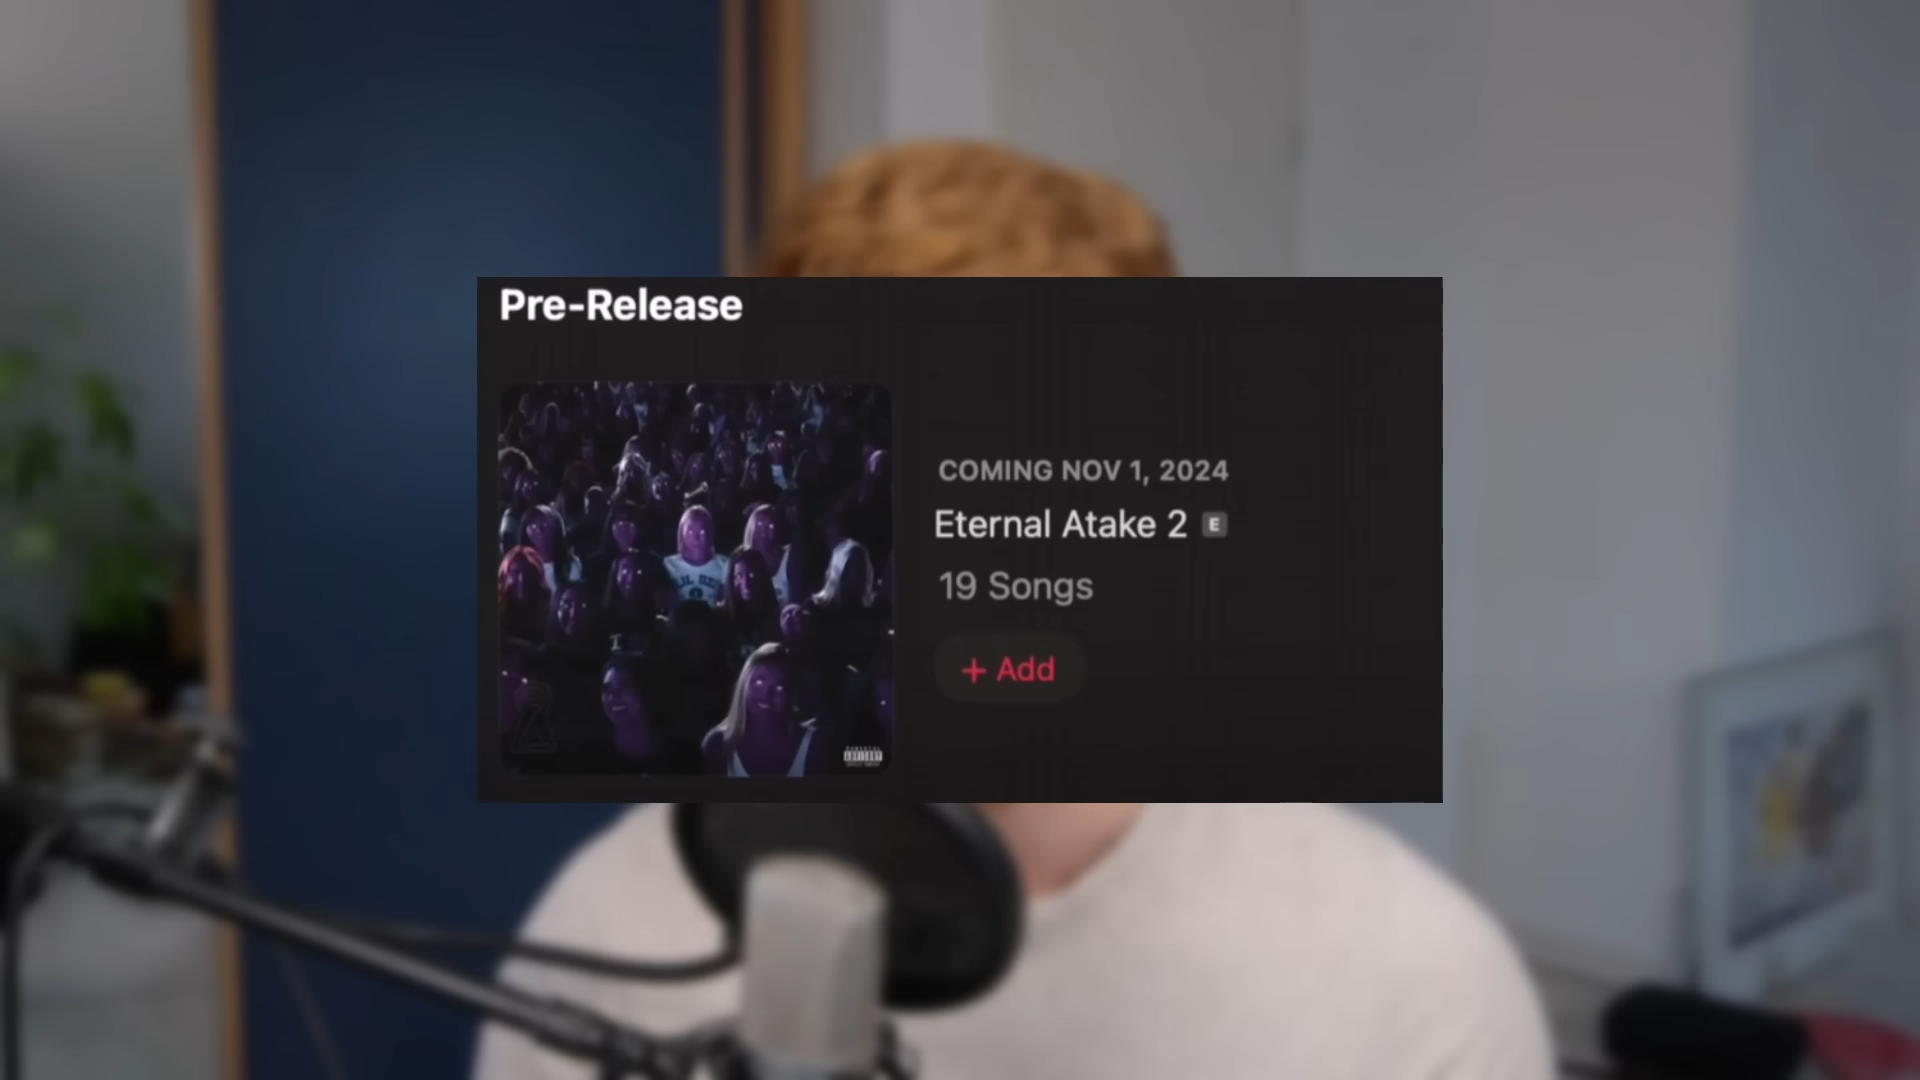 Pre-Release
COMING NOV 1, 2024
Eternal Atake 2 E
19 Songs
+ Add